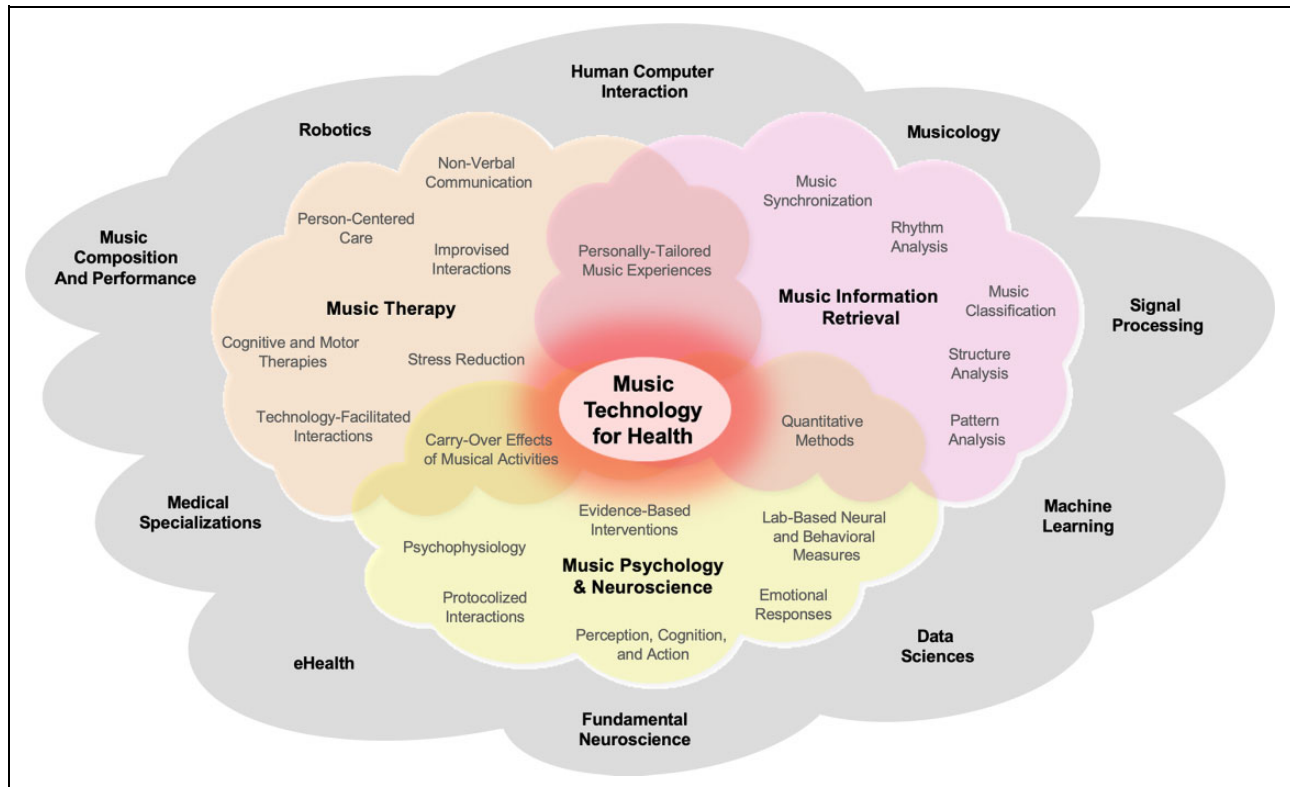 Human Computer
Interaction
Robotics
Musicology
Non-Verbal
Communication
Music
Synchronization
Person-Centered
Care
Rhythm
Analysis
Music
Composition
And Performance
Improvised
Interactions
Personally-Tailored
Music Experiences
Music Therapy
Music Information
Retrieval
Music
Classification
Signal
Processing
Cognitive and Motor
Therapies
Stress Reduction
Structure
Analysis
Music
Technology
for Health
Technology-Facilitated
Interactions
Carry-Over Effects
of Musical Activities
Quantitative
Methods
Pattern
Analysis
Medical
Specializations
Evidence-Based
Interventions
Lab-Based Neural
and Behavioral
Measures
Machine
Learning
Psychophysiology
Music Psychology
& Neuroscience
Protocolized
Interactions
Emotional
Responses
Perception, Cognition,
and Action
eHealth
Data
Sciences
Fundamental
Neuroscience